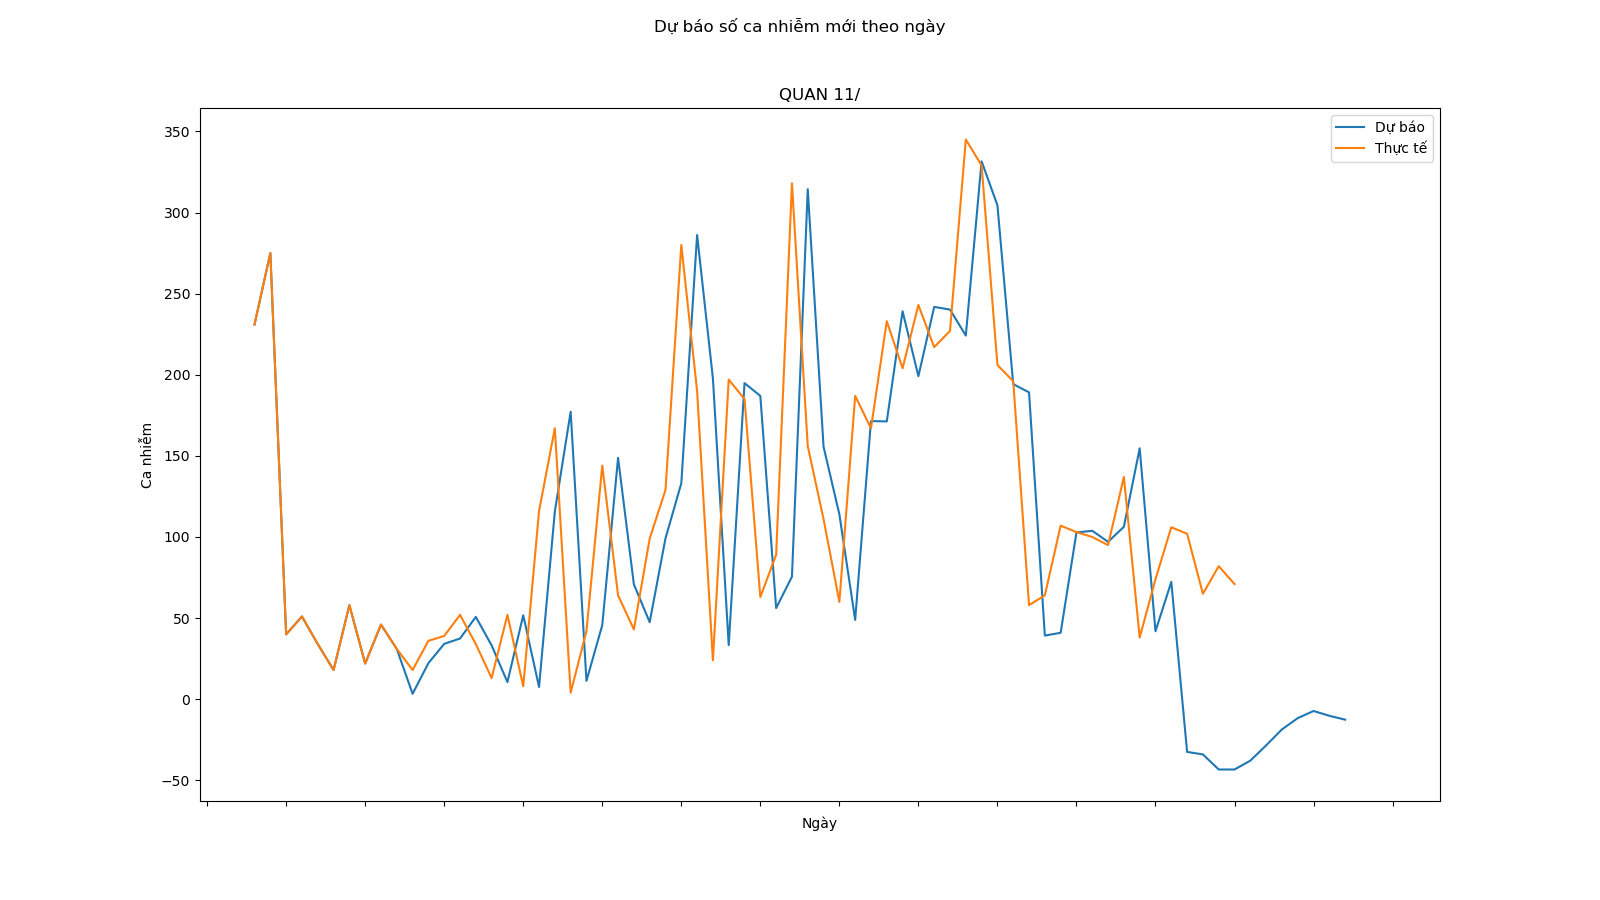 Dự báo số ca nhiễm mới theo ngày
QUAN 11/
Dự báo
Thực tế
350
300
250
200
150
100
50
0
−50
Ca nhiễm
Ngày